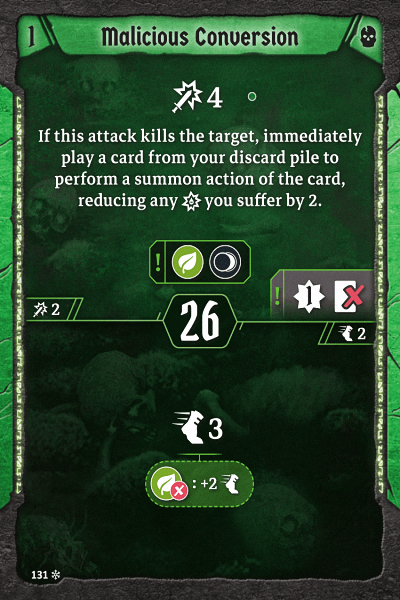 1
Malicious Conversion
4
If this attack kills the target, immediately
play a card from your discard pile to
perform a summon action of the card,
reducing any you suffer by 2.
!
! 1
2
26
2
3
: +2
131